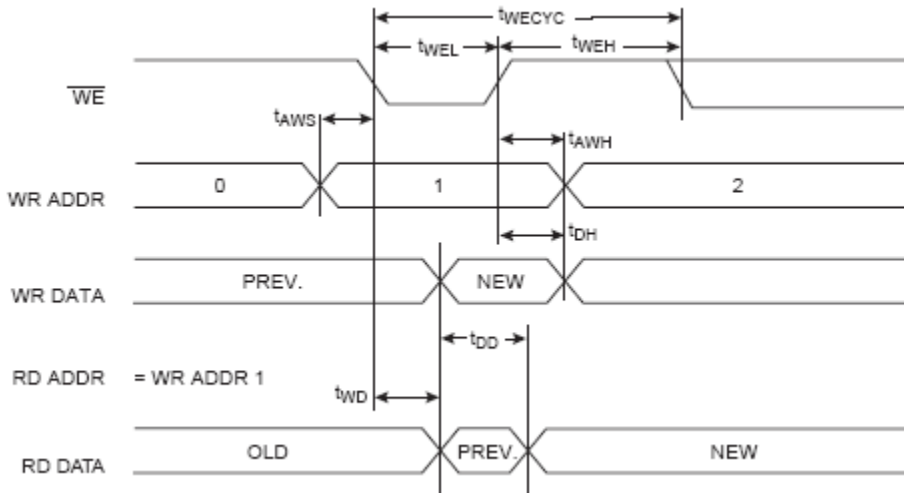 tWECYC
tWEL
tWEH
WE
tAWS
tAWH
WR ADDR
0
1
2
tDH
WR DATA
PREV.
NEW
tDD
RD ADDR
= WR ADDR 1
tWD
RD DATA
OLD
PREV.
NEW